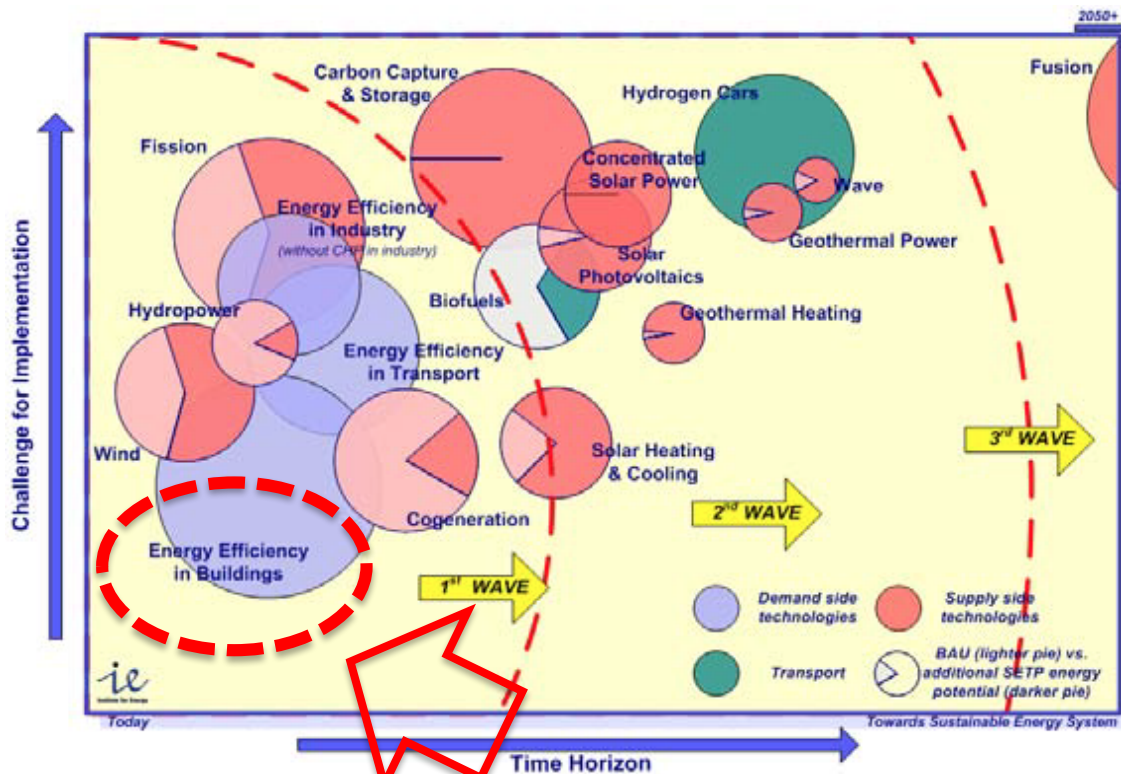 2050+
Fusion
Carbon Capture
& Storage
Hydrogen Cars
Fission
Concentrated
Solar Power
Wave
Energy Efficiency
in Industry
(without CHP in industry)
Geothermal Power
Solar
Photovoltaics
Biofuels
Hydropower
Geothermal Heating
Energy Efficiency
in Transport
Wind
Solar Heating
& Cooling
3rd WAVE
Cogeneration
2nd WAVE
Energy Efficiency
in Buildings
1st WAVE
Demand side
technologies
Supply side
technologies
Transport
BAU (lighter pie) vs.
additional SETP energy
potential (darker pie)
ie
Institute for Energy
Today
Towards Sustainable Energy System
Time Horizon
Challenge for Implementation